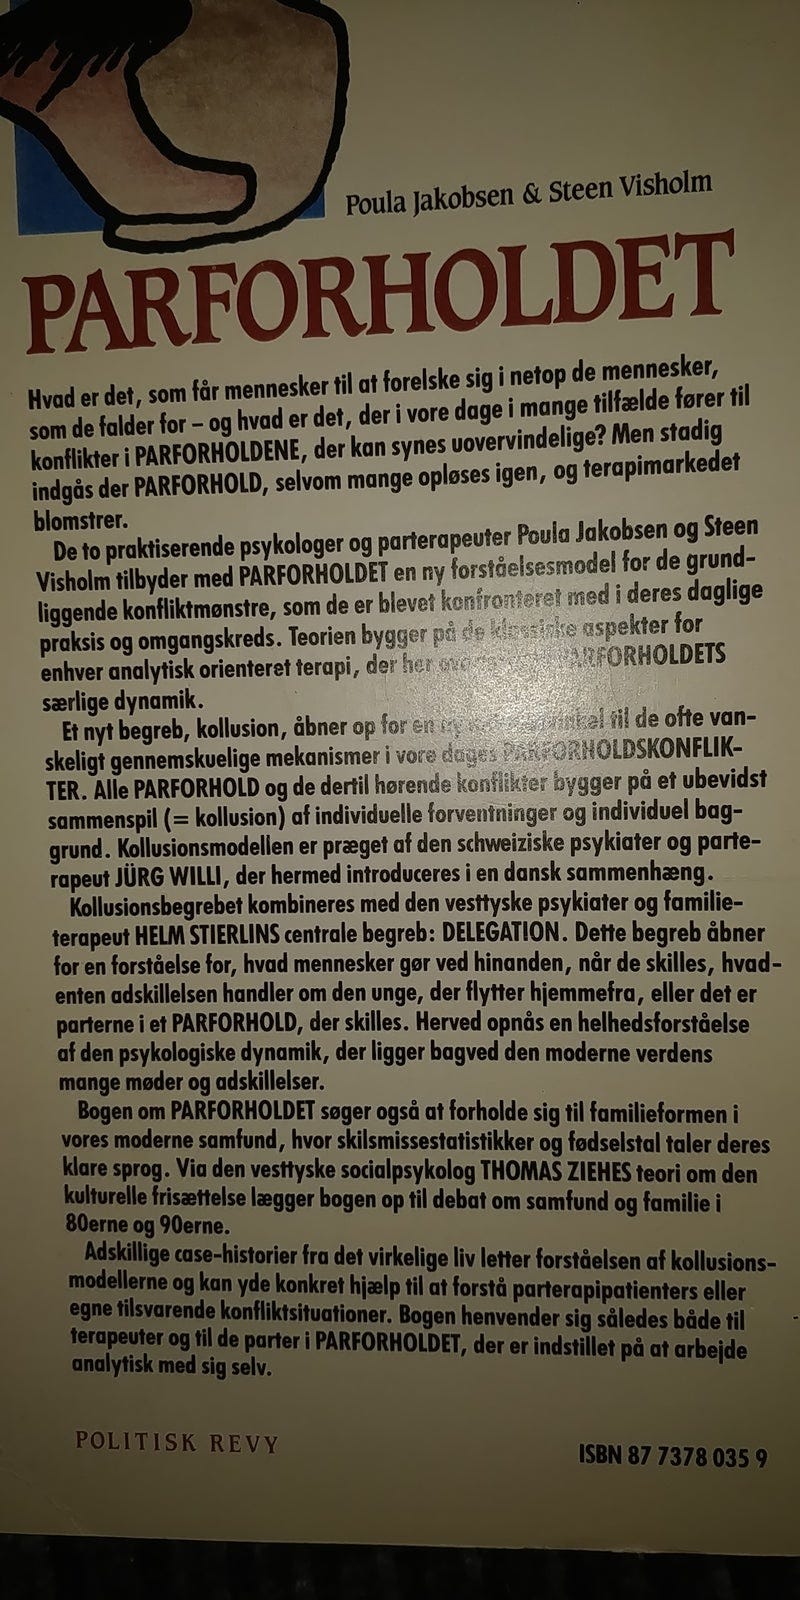 Poula Jakobsen & Steen Visholm
PARFORHOLDET
Hvad er det, som får mennesker til at forelske sig i netop de mennesker,
som de falder for – og hvad er det, der i vore dage i mange tilfælde fører til
konflikter i PARFORHOLDENE, der kan synes uovervindelige? Men stadig
indgås der PARFORHOLD, selvom mange opløses igen, og terapimarkedet
blomstrer.
De to praktiserende psykologer og parterapeuter Poula Jakobsen og Steen
Visholm tilbyder med PARFORHOLDET en ny forståelsesmodel for de grund-
liggende konfliktmønstre, som de er blevet konfronteret med i deres daglige
praksis og omgangskreds. Teorien bygger på de klassiske aspekter for
enhver analytisk orienteret terapi, der her PARFORHOLDETS
særlige dynamik.
Et nyt begreb, kollusion, åbner op for en ny til de ofte van-
skeligt gennemskuelige mekanismer i vore dages PARFORHOLDSKONFLIK-
TER. Alle PARFORHOLD og de dertil hørende konflikter bygger på et ubevidst
sammenspil (= kollusion) af individuelle forventninger og individuel bag-
grund. Kollusionsmodellen er præget af den schweiziske psykiater og parte-
rapeut JÜRG WILLI, der hermed introduceres i en dansk sammenhæng.
Kollusionsbegrebet kombineres med den vesttyske psykiater og familie-
terapeut HELM STIERLINS centrale begreb: DELEGATION. Dette begreb åbner
for en forståelse for, hvad mennesker gør ved hinanden, når de skilles, hvad-
enten adskillelsen handler om den unge, der flytter hjemmefra, eller det er
parterne i et PARFORHOLD, der skilles. Herved opnås en helhedsforståelse
af den psykologiske dynamik, der ligger bagved den moderne verdens
mange møder og adskillelser.
Bogen om PARFORHOLDET søger også at forholde sig til familieformen i
vores moderne samfund, hvor skilsmissestatistikker og fødselstal taler deres
klare sprog. Via den vesttyske socialpsykolog THOMAS ZIEHES teori om den
kulturelle frisættelse lægger bogen op til debat om samfund og familie i
80erne og 90erne.
Adskillige case-historier fra det virkelige liv letter forståelsen af kollusions-
modellerne og kan yde konkret hjælp til at forstå parterapipatienters eller
egne tilsvarende konfliktsituationer. Bogen henvender sig således både til
terapeuter og til de parter i PARFORHOLDET, der er indstillet på at arbejde
analytisk med sig selv.
POLITISK REVY
ISBN 87 7378 035 9